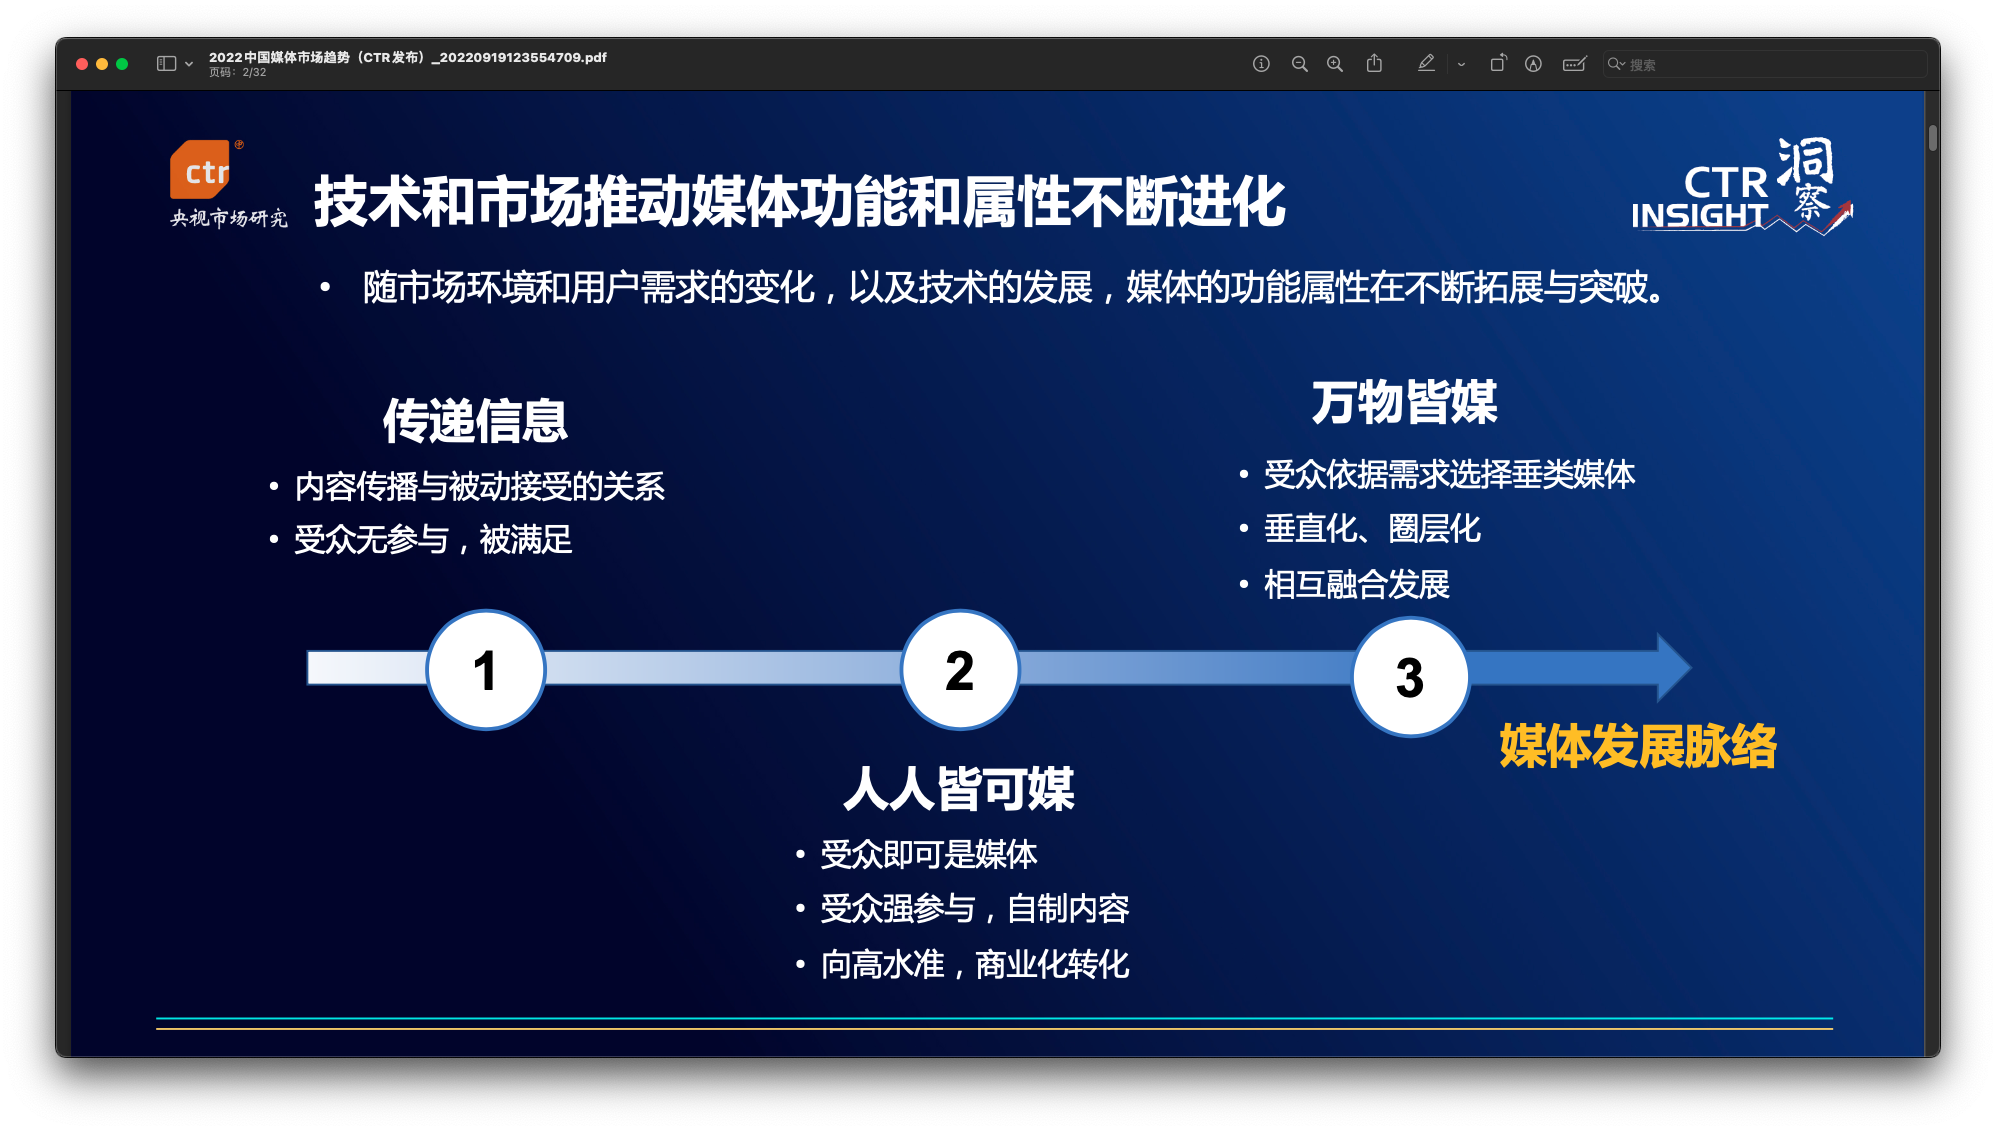 2022中国媒体市场趋势（CTR发布）_20220919123554709.pdf
页码：2/32
搜索
ctr
央视市场研究
技术和市场推动媒体功能和属性不断进化
CTR 洞察
INSIGHT
• 随市场环境和用户需求的变化，以及技术的发展，媒体的功能属性在不断拓展与突破。
传递信息
• 内容传播与被动接受的关系
• 受众无参与，被满足
万物皆媒
• 受众依据需求选择垂类媒体
• 垂直化、圈层化
• 相互融合发展
1
2
3
媒体发展脉络
人人皆可媒
• 受众即可是媒体
• 受众强参与，自制内容
• 向高水准，商业化转化